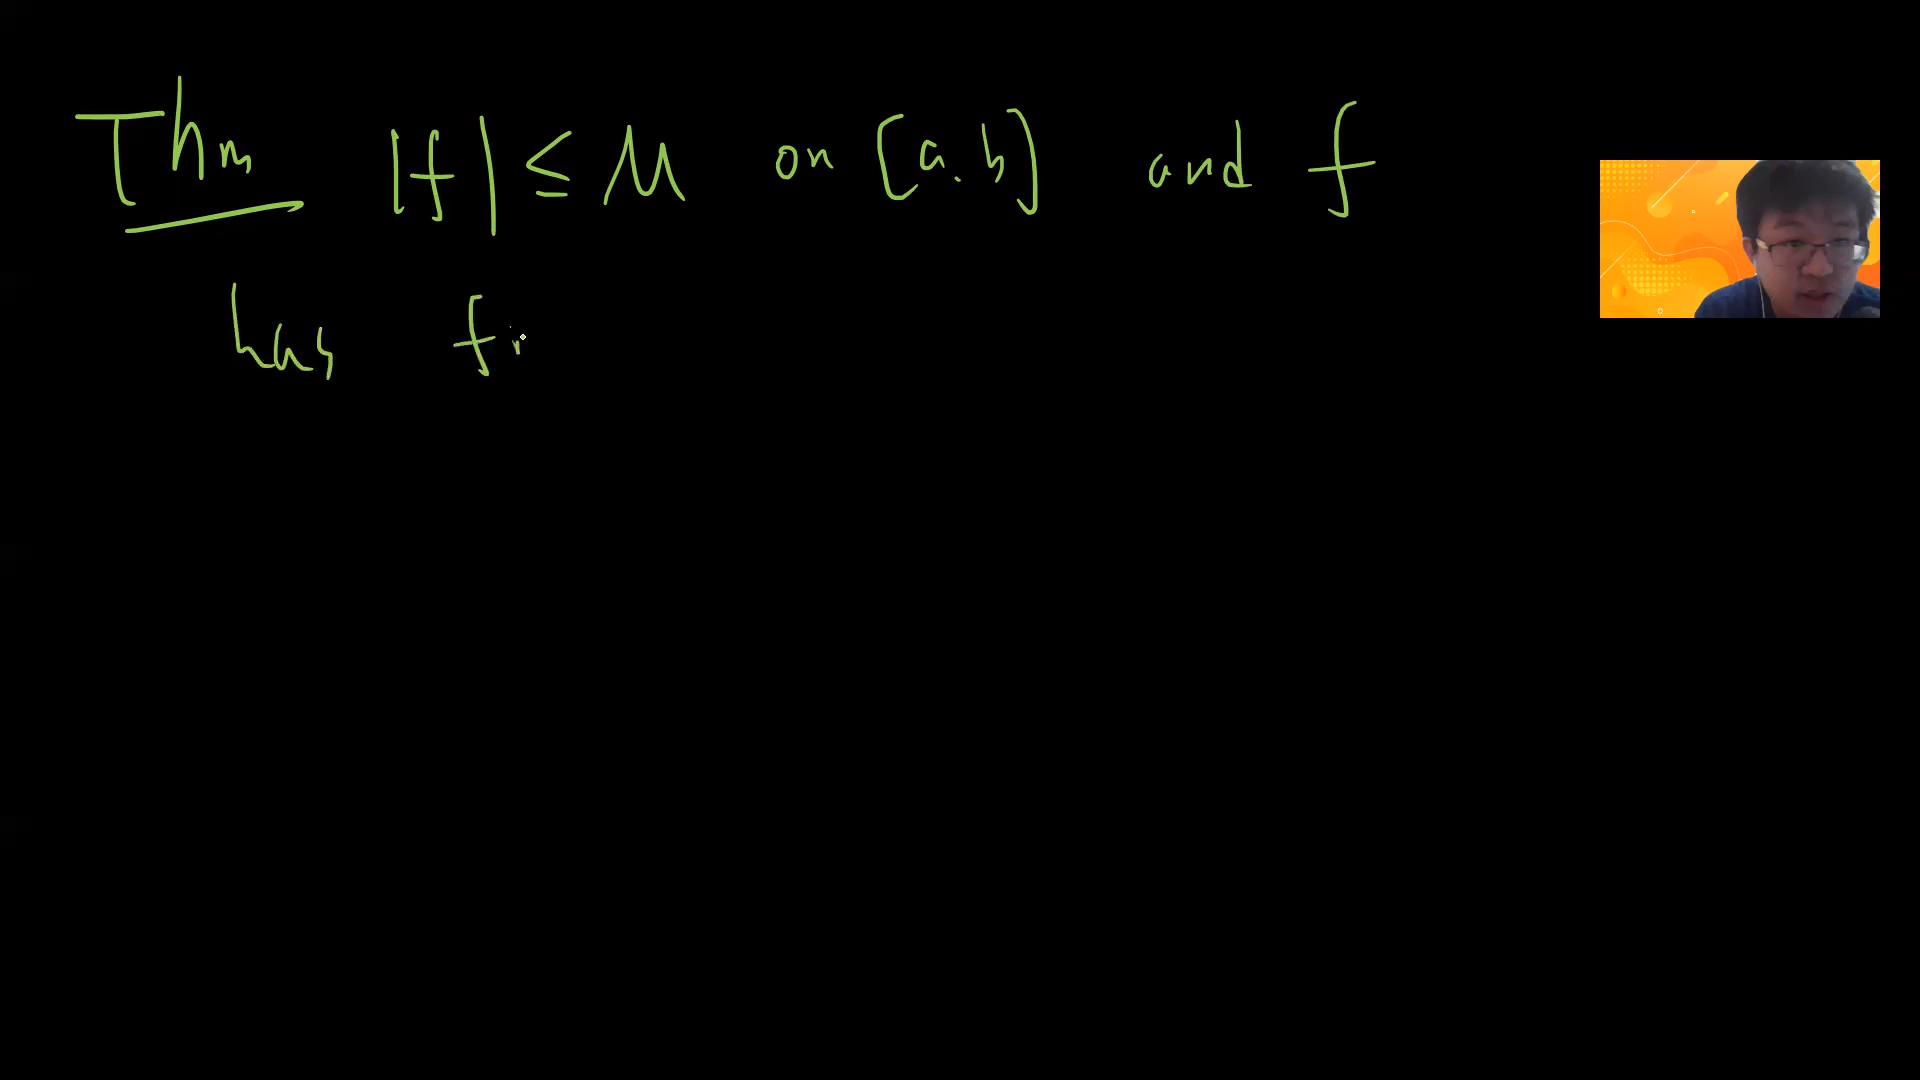 Thm |f| ≤ M on [a.b] and f
has